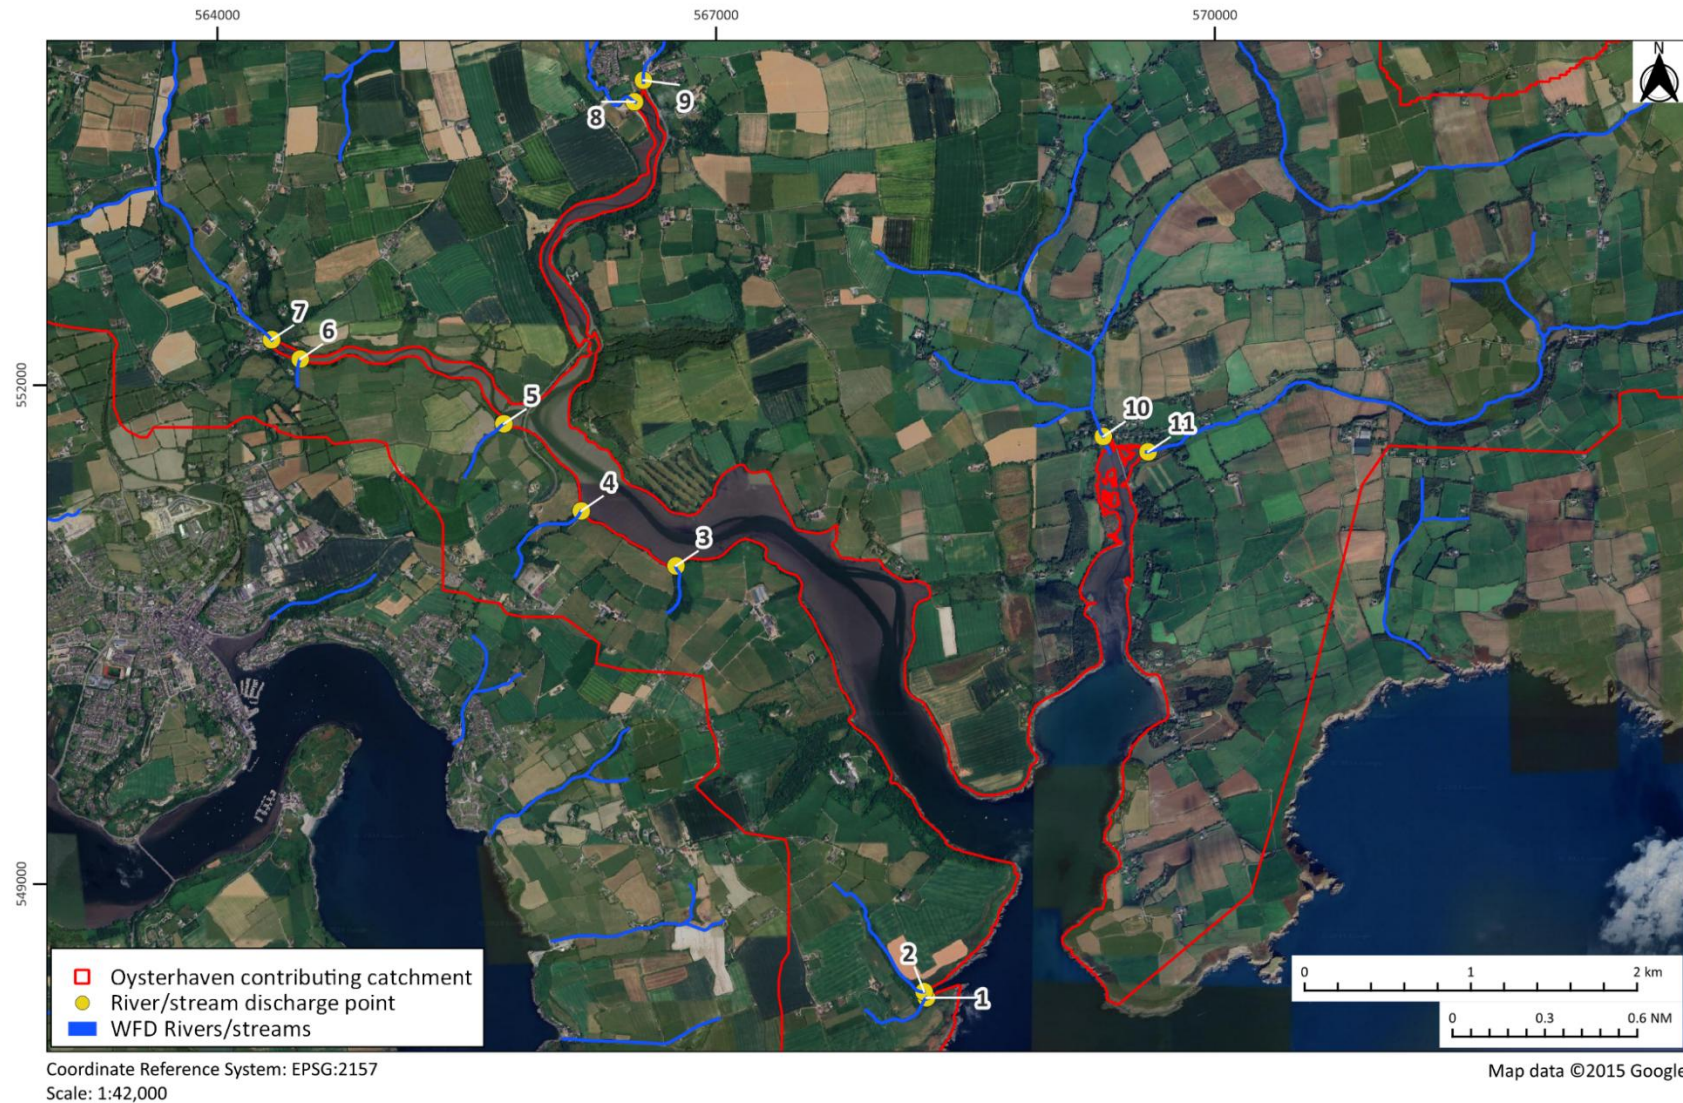 564000
567000
570000
N
9
8
7
6
552000
5
10
11
4
3
549000
2
1
Oysterhaven contributing catchment
River/stream discharge point
WFD Rivers/streams
0 1 2 km
0 0.3 0.6 NM
Coordinate Reference System: EPSG:2157
Map data ©2015 Google
Scale: 1:42,000